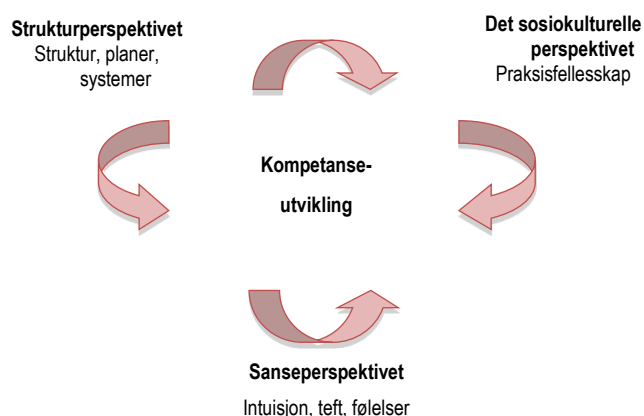 Strukturperspektivet
Struktur, planer,
systemer
Det sosiokulturelle
perspektivet
Praksisfellesskap
Kompetanse-
utvikling
Sanseperspektivet
Intuisjon, teft, følelser